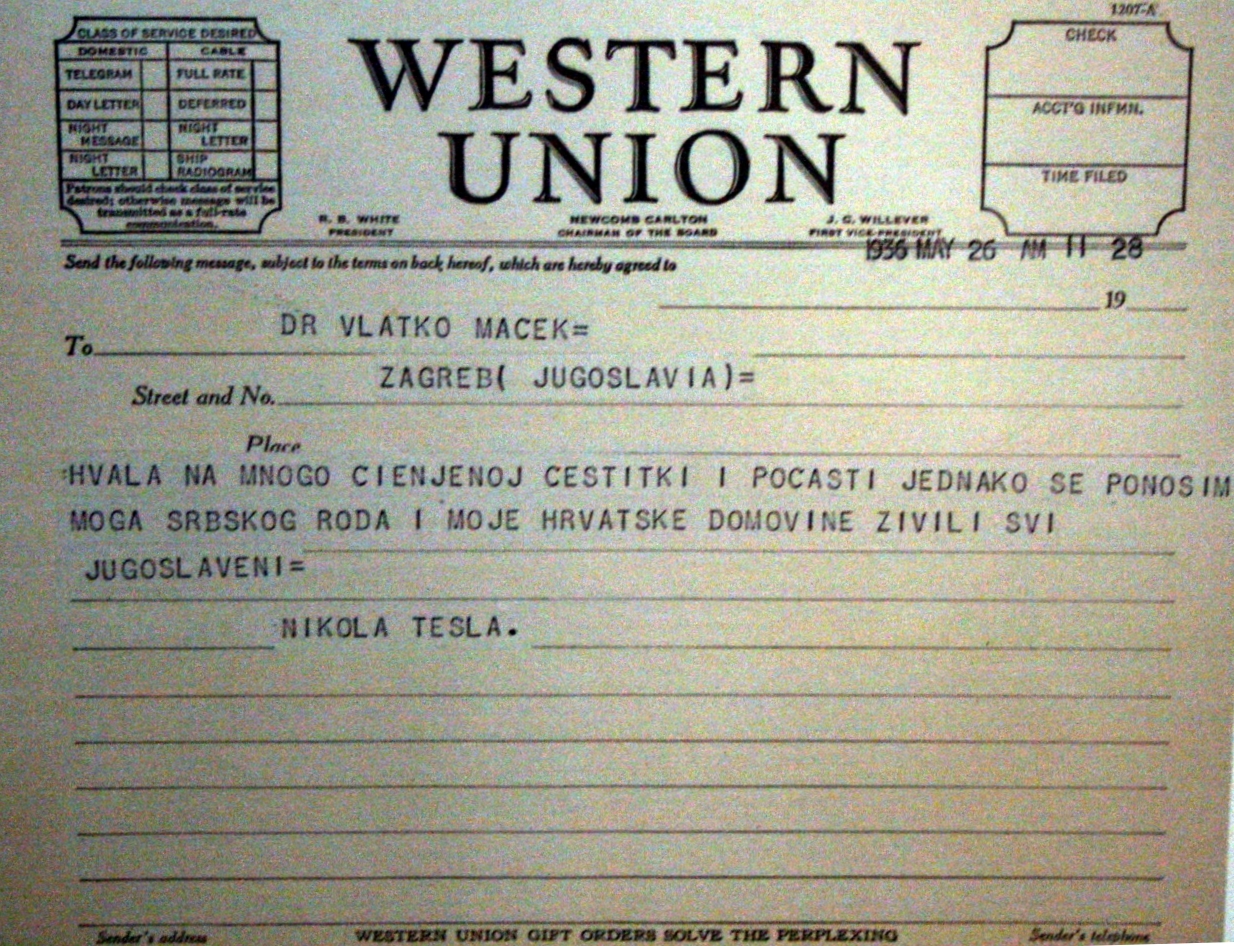 1207-A
CLASS OF SERVICE DESIRED
DOMESTIC CABLE
TELEGRAM FULL RATE
DAY LETTER DEFERRED
NIGHT MESSAGE NIGHT LETTER
NIGHT LETTER SHIP RADIOGRAM
Patrons should check class of service
desired; otherwise message will be
transmitted as a full-rate
communication.
WESTERN
UNION
R. B. WHITE
PRESIDENT
NEWCOMB CARLTON
CHAIRMAN OF THE BOARD
J. C. WILLEVER
FIRST VICE-PRESIDENT
CHECK
ACCT'G INFMN.
TIME FILED
1936 MAY 26 AM 11 28
Send the following message, subject to the terms on back hereof, which are hereby agreed to
19
To DR VLATKO MACEK=
Street and No. ZAGREB( JUGOSLAVIA)=
Place
HVALA NA MNOGO CIENJENOJ CESTITKI I POCASTI JEDNAKO SE PONOSIM
MOGA SRBSKOG RODA I MOJE HRVATSKE DOMOVINE ZIVILI SVI
JUGOSLAVENI=
NIKOLA TESLA.
Sender's address WESTERN UNION GIFT ORDERS SOLVE THE PERPLEXING Sender's telephone